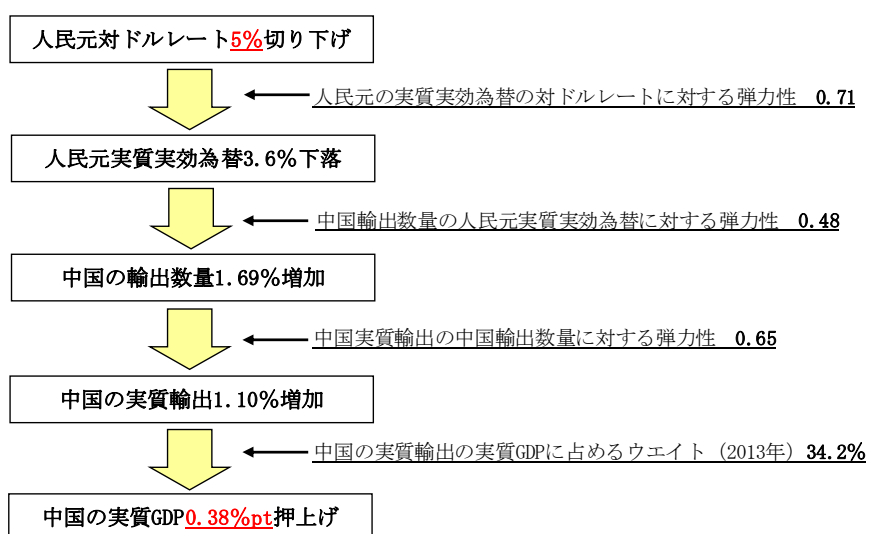 人民元対ドルレート5%切り下げ
人民元の実質実効為替の対ドルレートに対する弾力性 0.71
人民元実質実効為替3.6%下落
中国輸出数量の人民元実質実効為替に対する弾力性 0.48
中国の輸出数量1.69%増加
中国実質輸出の中国輸出数量に対する弾力性 0.65
中国の実質輸出1.10%増加
中国の実質輸出の実質GDPに占めるウエイト（2013年）34.2%
中国の実質GDP0.38%pt押上げ